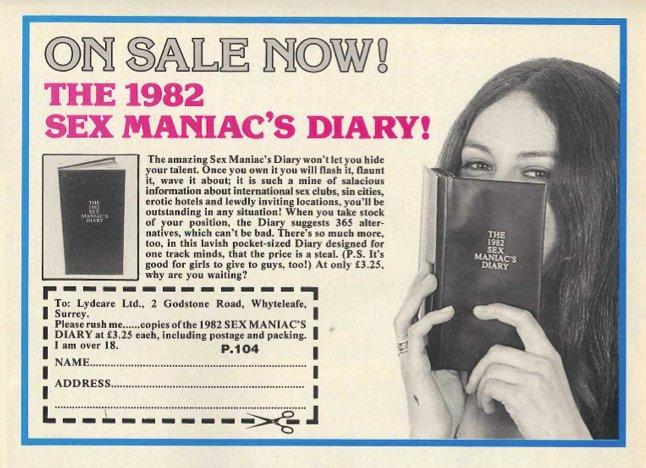 ON SALE NOW!
THE 1982
SEX MANIAC'S DIARY!
The amazing Sex Maniac's Diary won't let you hide
your talent. Once you own it you will flash it, flaunt
it, wave it about; it is such a mine of salacious
information about international sex clubs, sin cities,
erotic hotels and lewdly inviting locations, you'll be
outstanding in any situation! When you take stock
of your position, the Diary suggests 365 alter-
natives, which can't be bad. There's so much more,
too, in this lavish pocket-sized Diary designed for
one track minds, that the price is a steal. (P.S. It's
good for girls to give to guys, too!) At only £3.25,
why are you waiting?
THE
1982
SEX
MANIAC'S
DIARY
To: Lydcare Ltd., 2 Godstone Road, Whyteleafe,
Surrey.
Please rush me......copies of the 1982 SEX MANIAC'S
DIARY at £3.25 each, including postage and packing.
I am over 18.
P.104
NAME
ADDRESS
THE
1982
SEX
MANIAC'S
DIARY